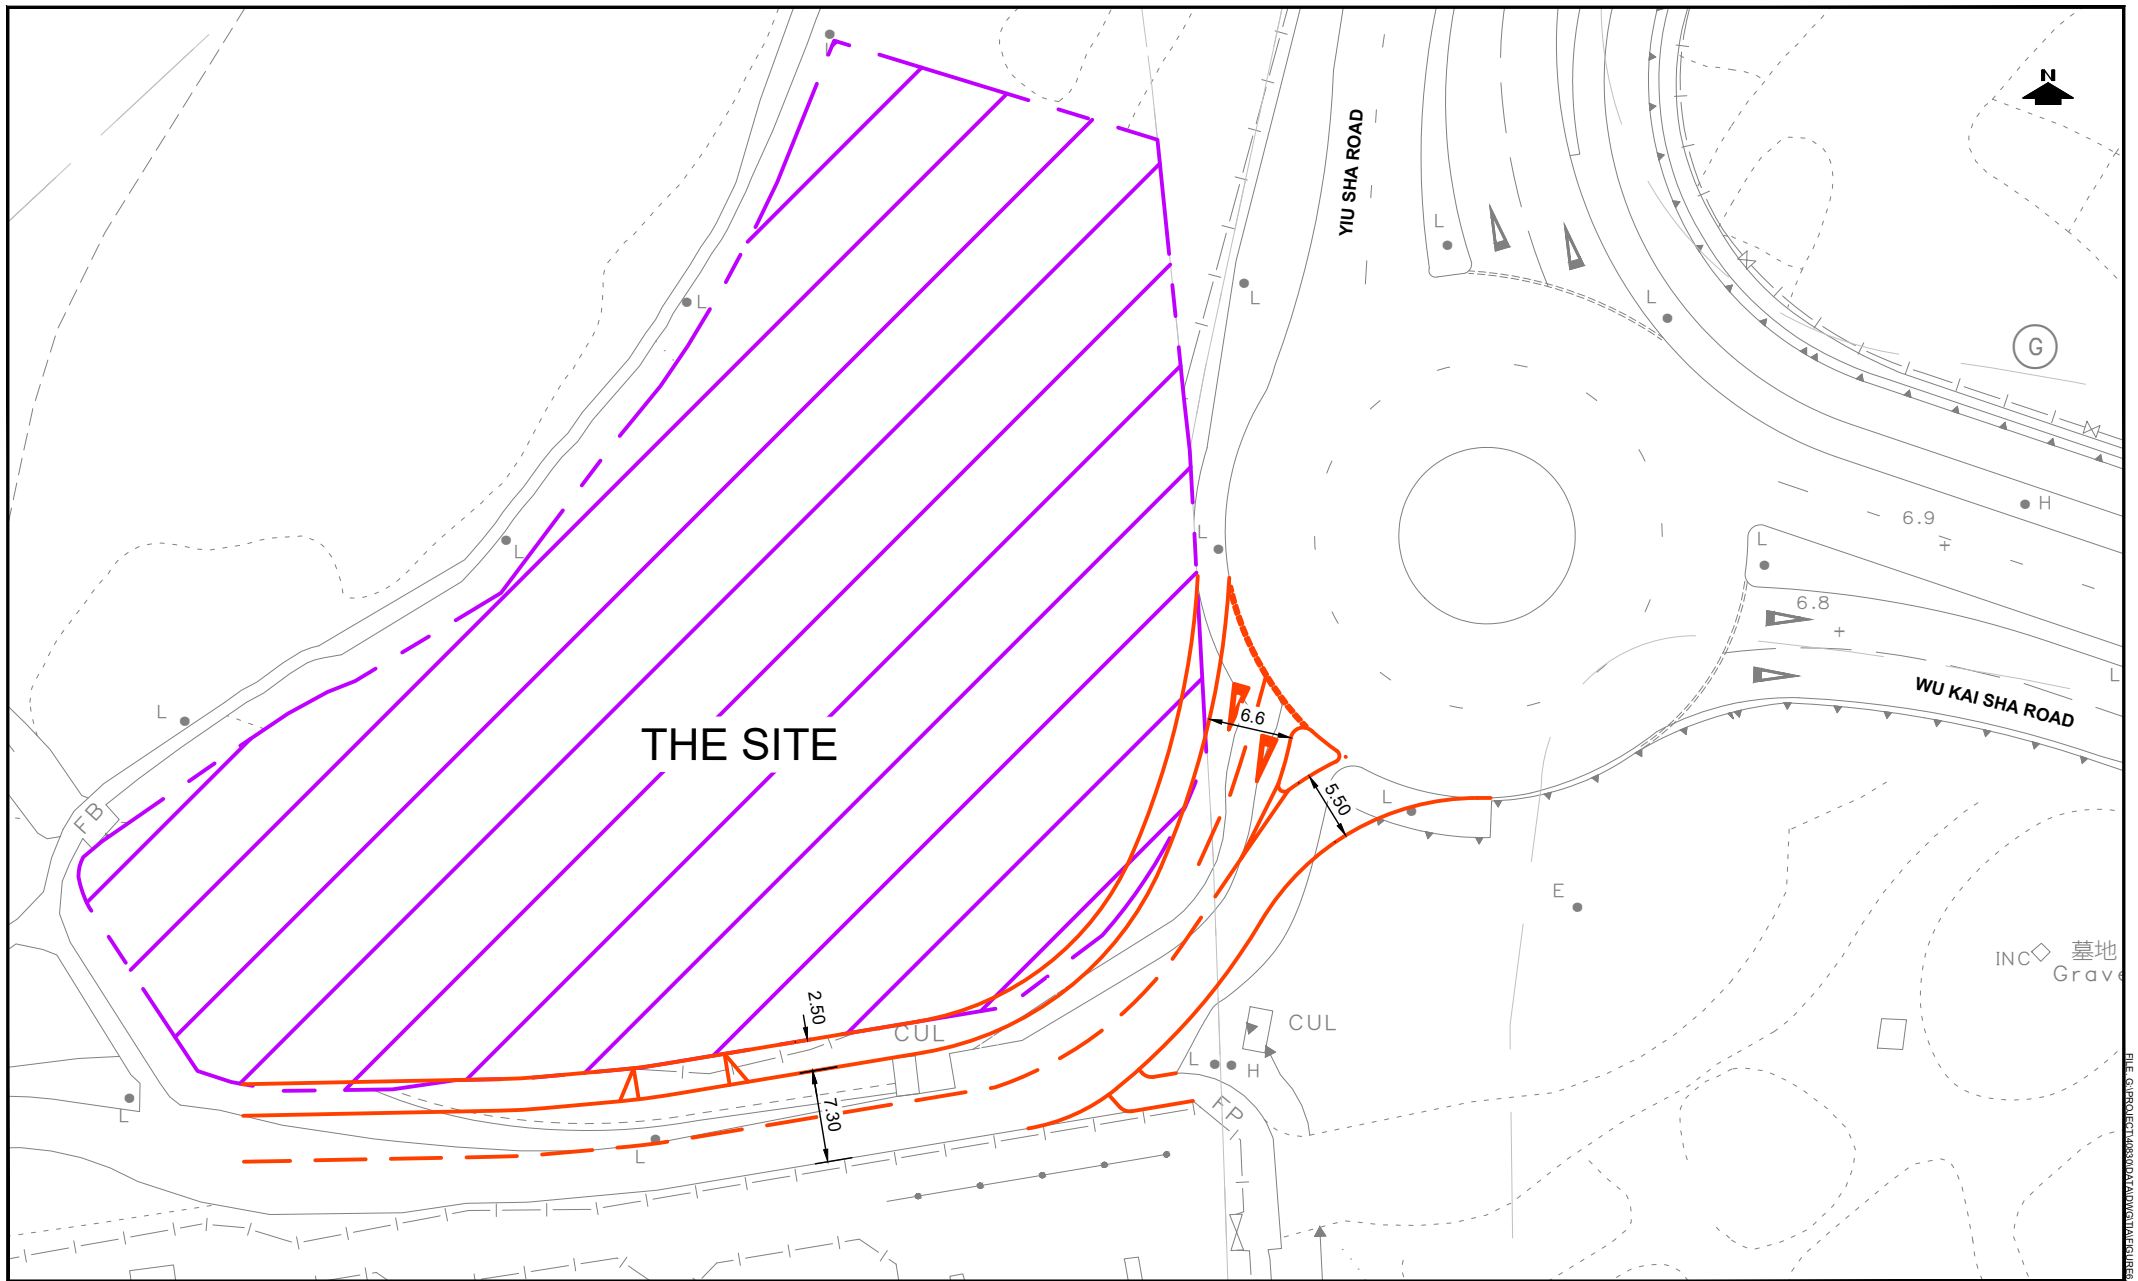 L
N
YIU SHA ROAD
L
L
L
L
G
L
L
H
6.9
L
L
6.8
L
WU KAI SHA ROAD
L
6.6
THE SITE
5.50
L
FB
E
墓地
INC
Grave
2.50
CUL
CUL
L
H
7.30
FP
L
L